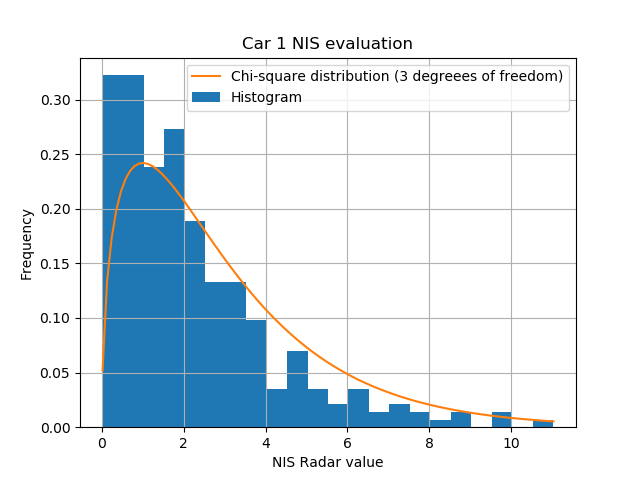 Car 1 NIS evaluation
Chi-square distribution (3 degreees of freedom)
Histogram
Frequency
0.30
0.25
0.20
0.15
0.10
0.05
0.00
0 2 4 6 8 10
NIS Radar value